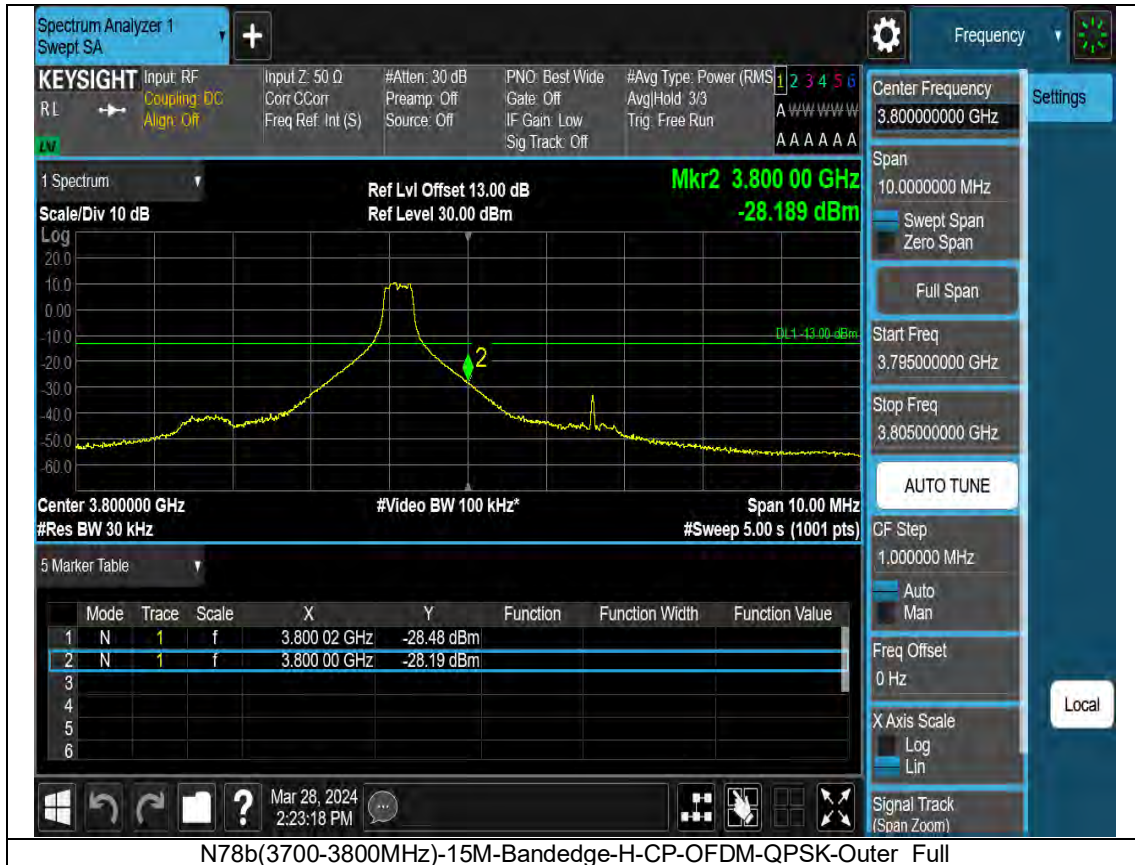 Spectrum Analyzer 1
Swept SA
+
Frequency
KEYSIGHT
RL
Input: RF
Coupling: DC
Align: Off
Input Z: 50 Ω
Corr CCorr
Freq Ref: Int (S)
#Atten: 30 dB
Preamp: Off
Source: Off
PNO: Best Wide
Gate: Off
IF Gain: Low
Sig Track: Off
#Avg Type: Power (RMS
Avg|Hold: 3/3
Trig: Free Run
1 2 3 4 5 6
A W W W W W
A A A A A A
1 Spectrum
Scale/Div 10 dB
Ref Lvl Offset 13.00 dB
Ref Level 30.00 dBm
Mkr2 3.800 00 GHz
-28.189 dBm
Log
20.0
10.0
0.00
-10.0
-20.0
-30.0
-40.0
-50.0
-60.0
DL1 -13.00 dBm
2
Center 3.800000 GHz
#Video BW 100 kHz*
Span 10.00 MHz
#Res BW 30 kHz
#Sweep 5.00 s (1001 pts)
5 Marker Table
Mode Trace Scale X Y Function Function Width Function Value
1 N 1 f 3.800 02 GHz -28.48 dBm
2 N 1 f 3.800 00 GHz -28.19 dBm
3
4
5
6
Center Frequency
3.800000000 GHz
Settings
Span
10.0000000 MHz
Swept Span
Zero Span
Full Span
Start Freq
3.795000000 GHz
Stop Freq
3.805000000 GHz
AUTO TUNE
CF Step
1.000000 MHz
Auto
Man
Freq Offset
0 Hz
X Axis Scale
Log
Lin
Local
Signal Track
(Span Zoom)
?
Mar 28, 2024
2:23:18 PM
N78b(3700-3800MHz)-15M-Bandedge-H-CP-OFDM-QPSK-Outer_Full